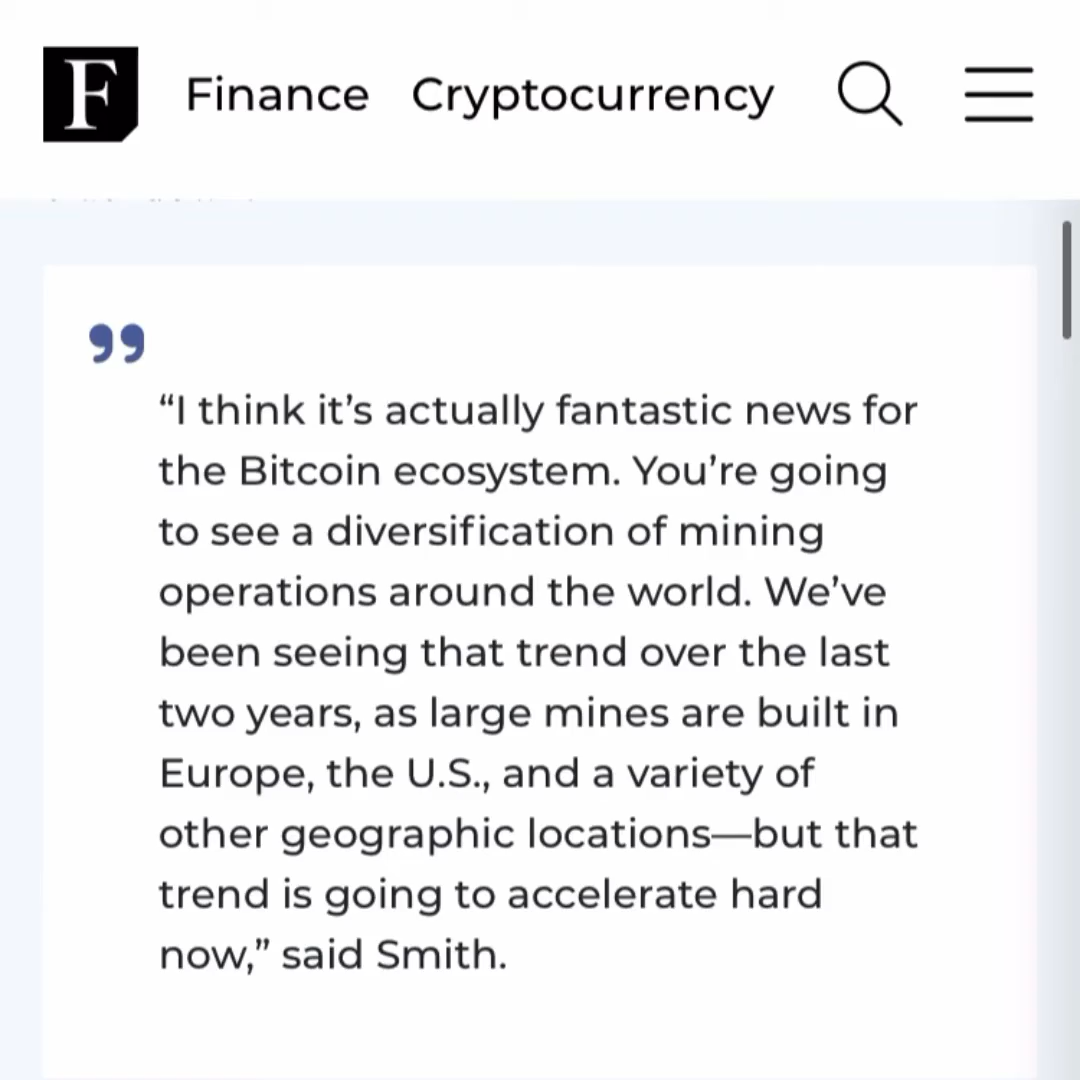 F Finance Cryptocurrency
”
“I think it’s actually fantastic news for
the Bitcoin ecosystem. You’re going
to see a diversification of mining
operations around the world. We’ve
been seeing that trend over the last
two years, as large mines are built in
Europe, the U.S., and a variety of
other geographic locations—but that
trend is going to accelerate hard
now,” said Smith.